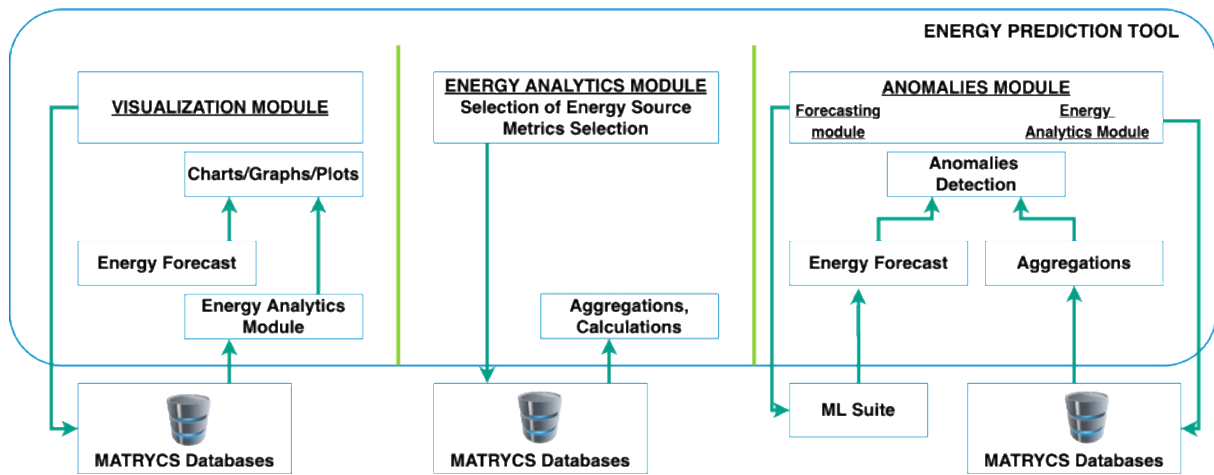 ENERGY PREDICTION TOOL
VISUALIZATION MODULE
Charts/Graphs/Plots
Energy Forecast
Energy Analytics
Module
MATRYCS Databases
ENERGY ANALYTICS MODULE
Selection of Energy Source
Metrics Selection
Aggregations,
Calculations
MATRYCS Databases
ANOMALIES MODULE
Forecasting
module
Energy
Analytics Module
Anomalies
Detection
Energy Forecast
Aggregations
ML Suite
MATRYCS Databases